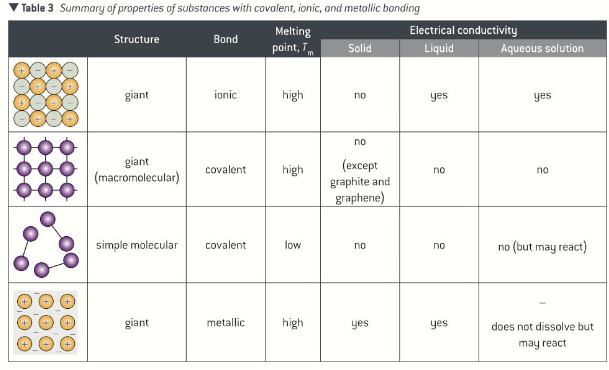 ▼ Table 3 Summary of properties of substances with covalent, ionic, and metallic bonding
Structure
Bond
Melting
point, Tm
Electrical conductivity
Solid
Liquid
Aqueous solution
giant
ionic
high
no
yes
yes
giant
(macromolecular)
covalent
high
no
(except
graphite and
graphene)
no
no
simple molecular
covalent
low
no
no
no (but may react)
giant
metallic
high
yes
yes
–
does not dissolve but
may react